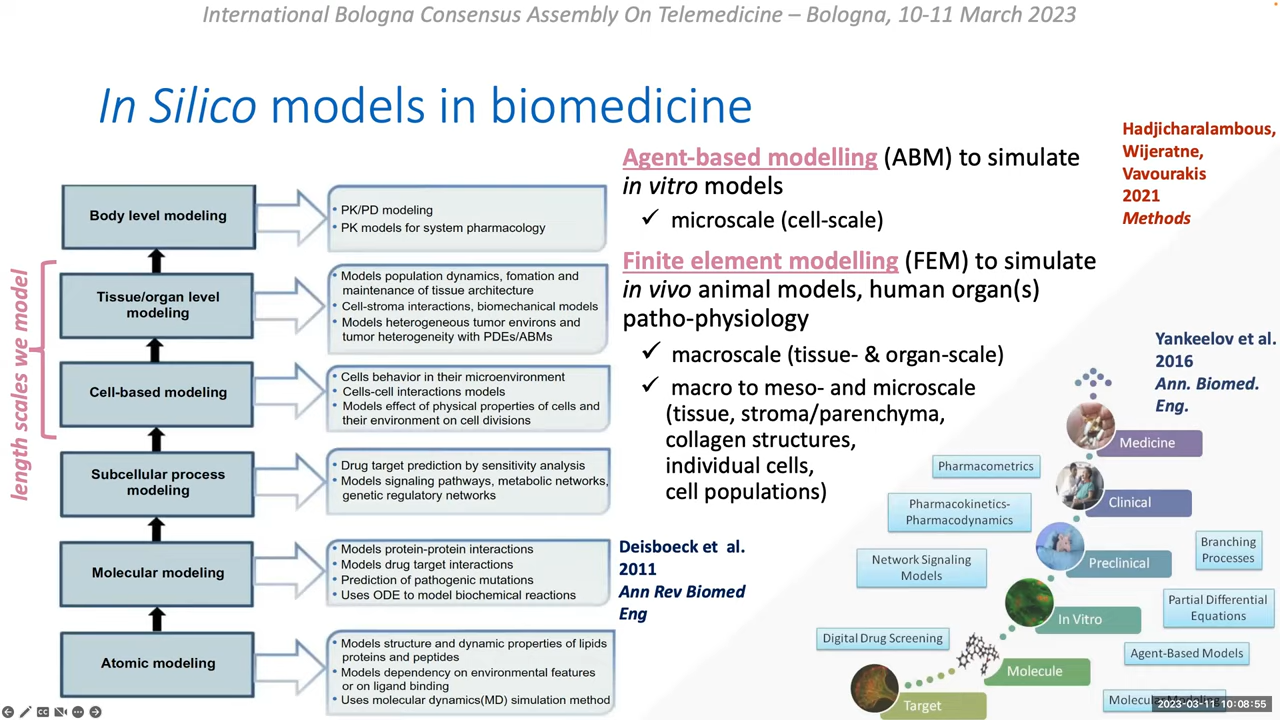 International Bologna Consensus Assembly On Telemedicine – Bologna, 10-11 March 2023
In Silico models in biomedicine
length scales we model
Body level modeling
• PK/PD modeling
• PK models for system pharmacology
Tissue/organ level
modeling
• Models population dynamics, fomation and
maintenance of tissue architecture
• Cell-stroma interactions, biomechanical models
• Models heterogeneous tumor environs and
tumor heterogeneity with PDEs/ABMs
Cell-based modeling
• Cells behavior in their microenvironment
• Cells-cell interactions models
• Models effect of physical properties of cells and
their environment on cell divisions
Subcellular process
modeling
• Drug target prediction by sensitivity analysis
• Models signaling pathways, metabolic networks,
genetic regulatory networks
Molecular modeling
• Models protein-protein interactions
• Models drug target interactions
• Prediction of pathogenic mutations
• Uses ODE to model biochemical reactions
Atomic modeling
• Models structure and dynamic properties of lipids
proteins and peptides
• Models dependency on environmental features
or on ligand binding
• Uses molecular dynamics(MD) simulation method
Agent-based modelling (ABM) to simulate
in vitro models
✓ microscale (cell-scale)
Finite element modelling (FEM) to simulate
in vivo animal models, human organ(s)
patho-physiology
✓ macroscale (tissue- & organ-scale)
✓ macro to meso- and microscale
(tissue, stroma/parenchyma,
collagen structures,
individual cells,
cell populations)
Deisboeck et al.
2011
Ann Rev Biomed
Eng
Hadjicharalambous,
Wijeratne,
Vavourakis
2021
Methods
Yankeelov et al.
2016
Ann. Biomed.
Eng.
Medicine
Pharmacometrics
Clinical
Pharmacokinetics-
Pharmacodynamics
Branching
Processes
Preclinical
Network Signaling
Models
Partial Differential
Equations
In Vitro
Digital Drug Screening
Agent-Based Models
Molecule
Molecular Modeling
Target
2023-03-11 10:08:55
CC